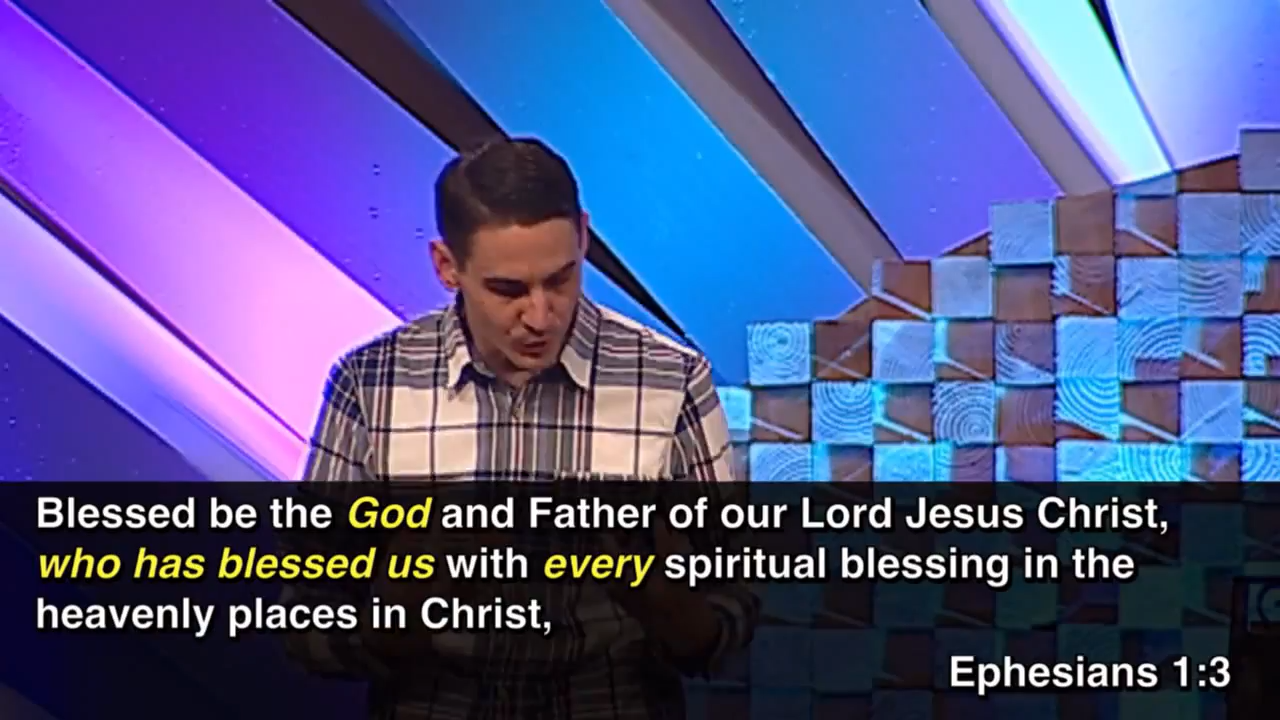 Blessed be the God and Father of our Lord Jesus Christ,
who has blessed us with every spiritual blessing in the
heavenly places in Christ,
Ephesians 1:3